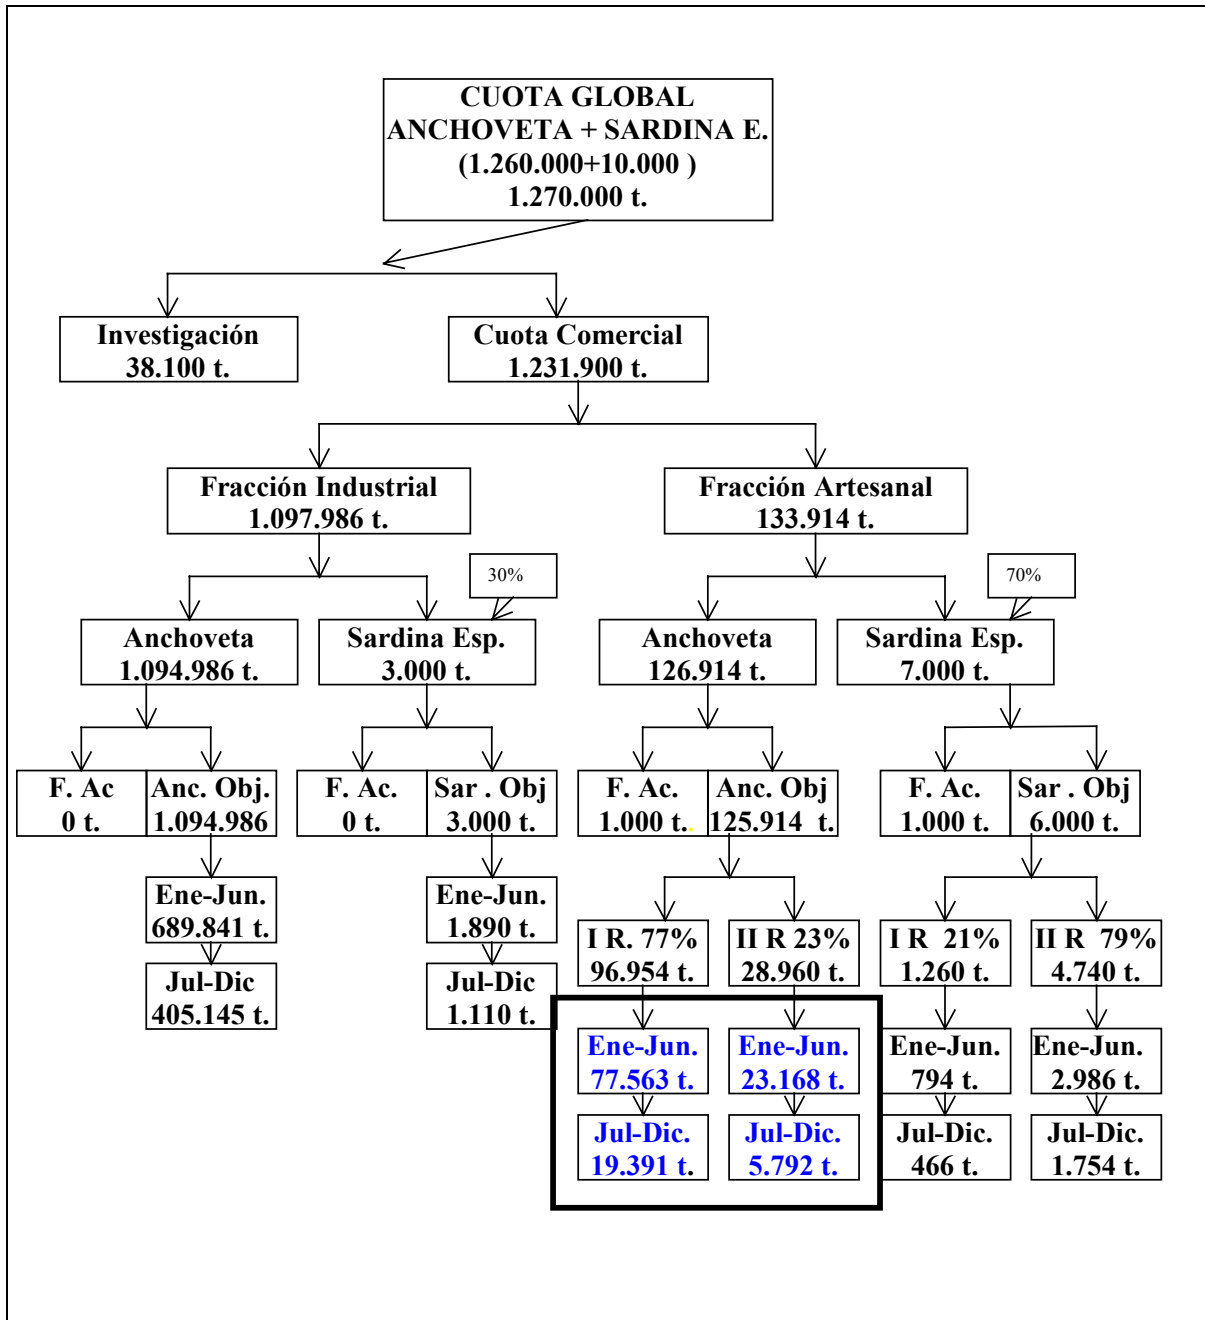 CUOTA GLOBAL
ANCHOVETA + SARDINA E.
(1.260.000+10.000 )
1.270.000 t.
Investigación
38.100 t.
Cuota Comercial
1.231.900 t.
Fracción Industrial
1.097.986 t.
Fracción Artesanal
133.914 t.
30%
70%
Anchoveta
1.094.986 t.
Sardina Esp.
3.000 t.
Anchoveta
126.914 t.
Sardina Esp.
7.000 t.
F. Ac
0 t.
Anc. Obj.
1.094.986
F. Ac.
0 t.
Sar . Obj
3.000 t.
F. Ac.
1.000 t..
Anc. Obj
125.914 t.
F. Ac.
1.000 t.
Sar . Obj
6.000 t.
Ene-Jun.
689.841 t.
Jul-Dic
405.145 t.
Ene-Jun.
1.890 t.
Jul-Dic
1.110 t.
I R. 77%
96.954 t.
II R 23%
28.960 t.
I R 21%
1.260 t.
II R 79%
4.740 t.
Ene-Jun.
77.563 t.
Ene-Jun.
23.168 t.
Ene-Jun.
794 t.
Ene-Jun.
2.986 t.
Jul-Dic.
19.391 t.
Jul-Dic.
5.792 t.
Jul-Dic.
466 t.
Jul-Dic.
1.754 t.